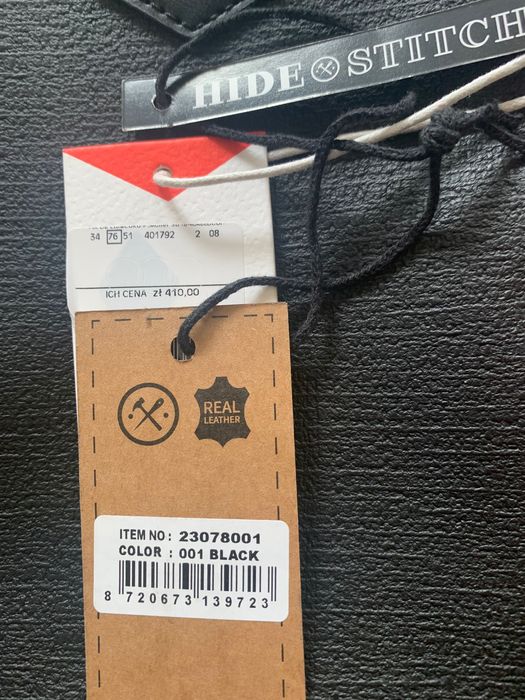 HIDE STITCH
34 76 51 401792 2 08
ICH CENA zł 410,00
REAL
LEATHER
ITEM NO: 23078001
COLOR : 001 BLACK
8 720673 139723